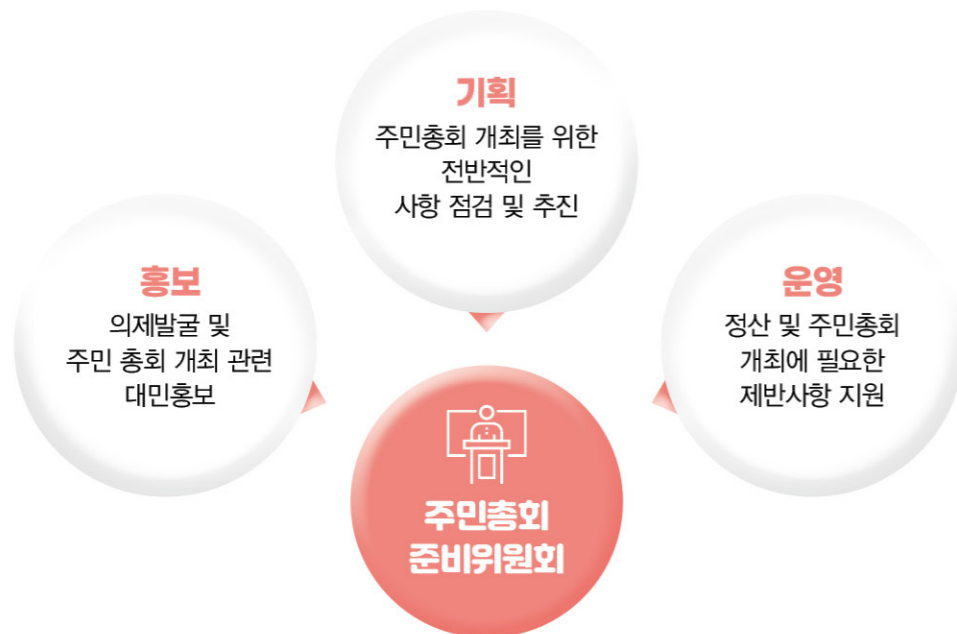 기획
주민총회 개최를 위한
전반적인
사항 점검 및 추진
홍보
의제발굴 및
주민 총회 개최 관련
대민홍보
운영
정산 및 주민총회
개최에 필요한
제반사항 지원
주민총회
준비위원회